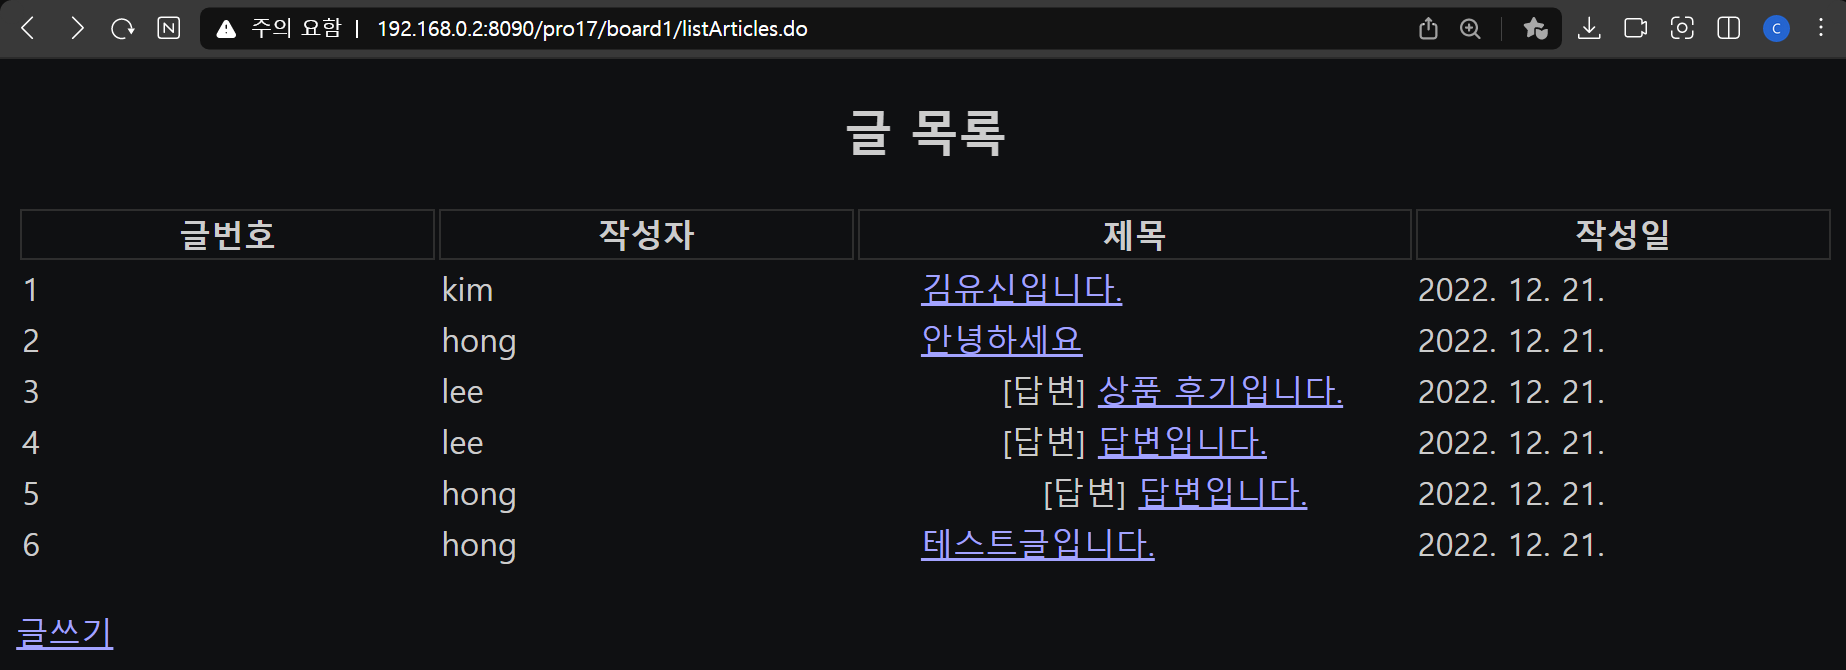 N 주의 요함 | 192.168.0.2:8090/pro17/board1/listArticles.do C
글 목록
글번호 작성자 제목 작성일
1 kim 김유신입니다. 2022. 12. 21.
2 hong 안녕하세요 2022. 12. 21.
3 lee [답변] 상품 후기입니다. 2022. 12. 21.
4 lee [답변] 답변입니다. 2022. 12. 21.
5 hong [답변] 답변입니다. 2022. 12. 21.
6 hong 테스트글입니다. 2022. 12. 21.
글쓰기